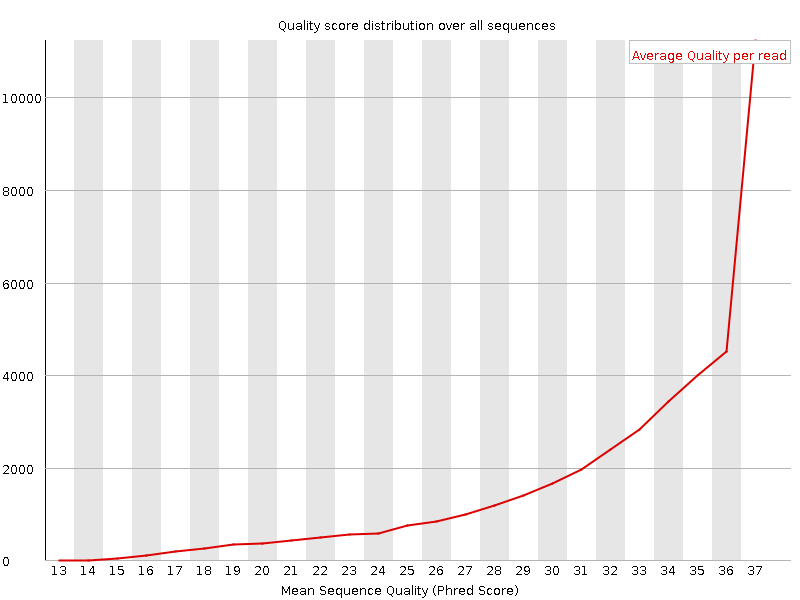 Quality score distribution over all sequences
Average Quality per read
10000
8000
6000
4000
2000
0
13 14 15 16 17 18 19 20 21 22 23 24 25 26 27 28 29 30 31 32 33 34 35 36 37
Mean Sequence Quality (Phred Score)